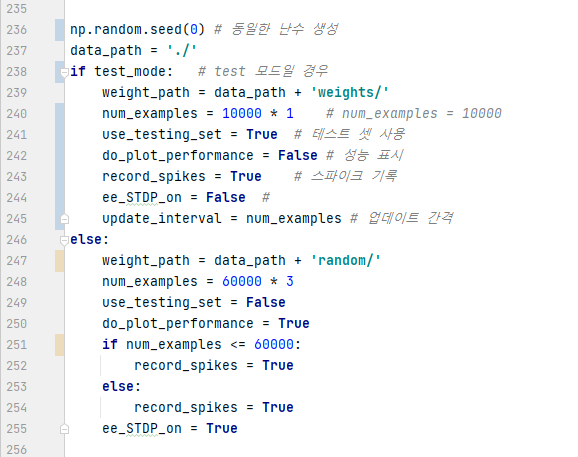 235
236 np.random.seed(0) # 동일한 난수 생성
237 data_path = './'
238 if test_mode:   # test 모드일 경우
239     weight_path = data_path + 'weights/'
240     num_examples = 10000 * 1    # num_examples = 10000
241     use_testing_set = True  # 테스트 셋 사용
242     do_plot_performance = False # 성능 표시
243     record_spikes = True    # 스파이크 기록
244     ee_STDP_on = False  #
245     update_interval = num_examples # 업데이트 간격
246 else:
247     weight_path = data_path + 'random/'
248     num_examples = 60000 * 3
249     use_testing_set = False
250     do_plot_performance = True
251     if num_examples <= 60000:
252         record_spikes = True
253     else:
254         record_spikes = True
255     ee_STDP_on = True
256